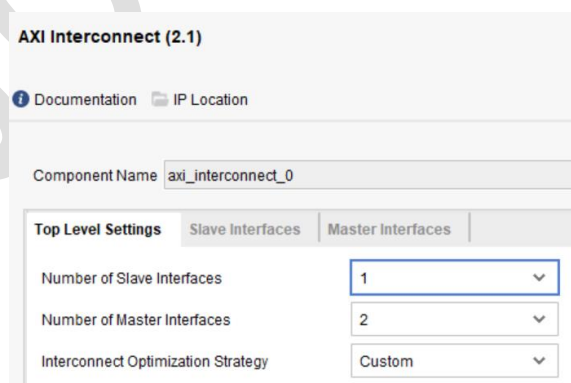 AXI Interconnect (2.1)
Documentation IP Location
Component Name axi_interconnect_0
Top Level Settings Slave Interfaces Master Interfaces
Number of Slave Interfaces 1
Number of Master Interfaces 2
Interconnect Optimization Strategy Custom